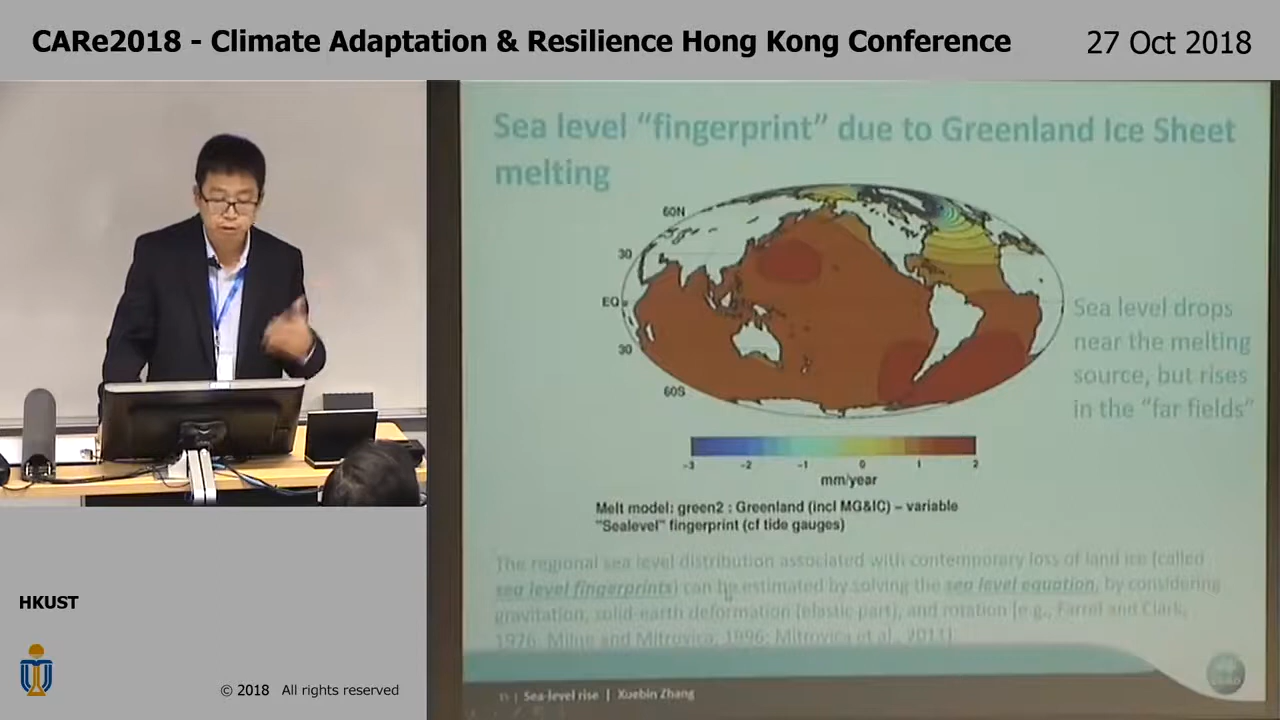 CARe2018 - Climate Adaptation & Resilience Hong Kong Conference
27 Oct 2018
Sea level “fingerprint” due to Greenland Ice Sheet
melting
60N
30
EQ
30
60S
Sea level drops
near the melting
source, but rises
in the “far fields”
-3 -2 -1 0 1 2
mm/year
Melt model: green2 : Greenland (incl MG&IC) – variable
"Sealevel" fingerprint (cf tide gauges)
The regional sea level distribution associated with contemporary loss of land ice (called
sea level fingerprints) can be estimated by solving the sea level equation, by considering
gravitation, solid-earth deformation (elastic part), and rotation (e.g., Farrel and Clark,
1976; Milne and Mitrovica, 1996; Mitrovica et al., 2011)
Sea-level rise | Xuebin Zhang
HKUST
© 2018 All rights reserved